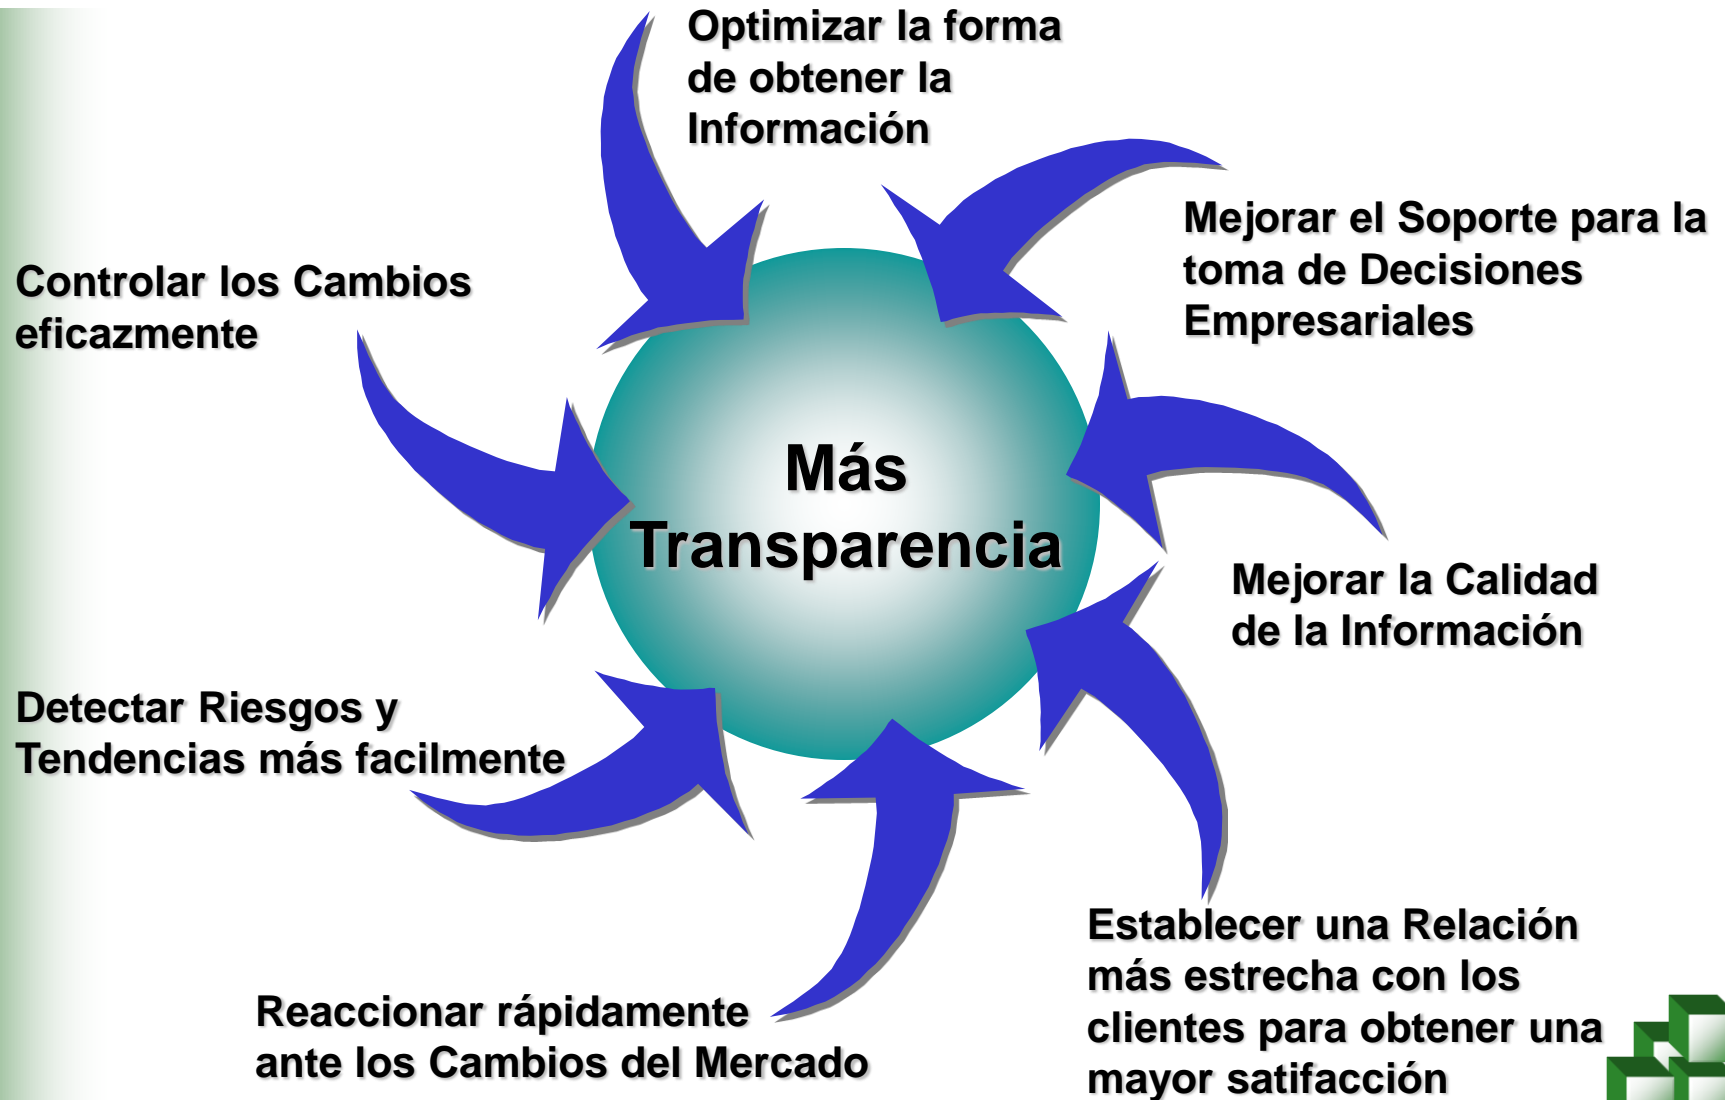 Optimizar la forma
de obtener la
Información
Mejorar el Soporte para la
toma de Decisiones
Empresariales
Controlar los Cambios
eficazmente
Más
Transparencia
Mejorar la Calidad
de la Información
Detectar Riesgos y
Tendencias más facilmente
Establecer una Relación
más estrecha con los
clientes para obtener una
mayor satifacción
Reaccionar rápidamente
ante los Cambios del Mercado